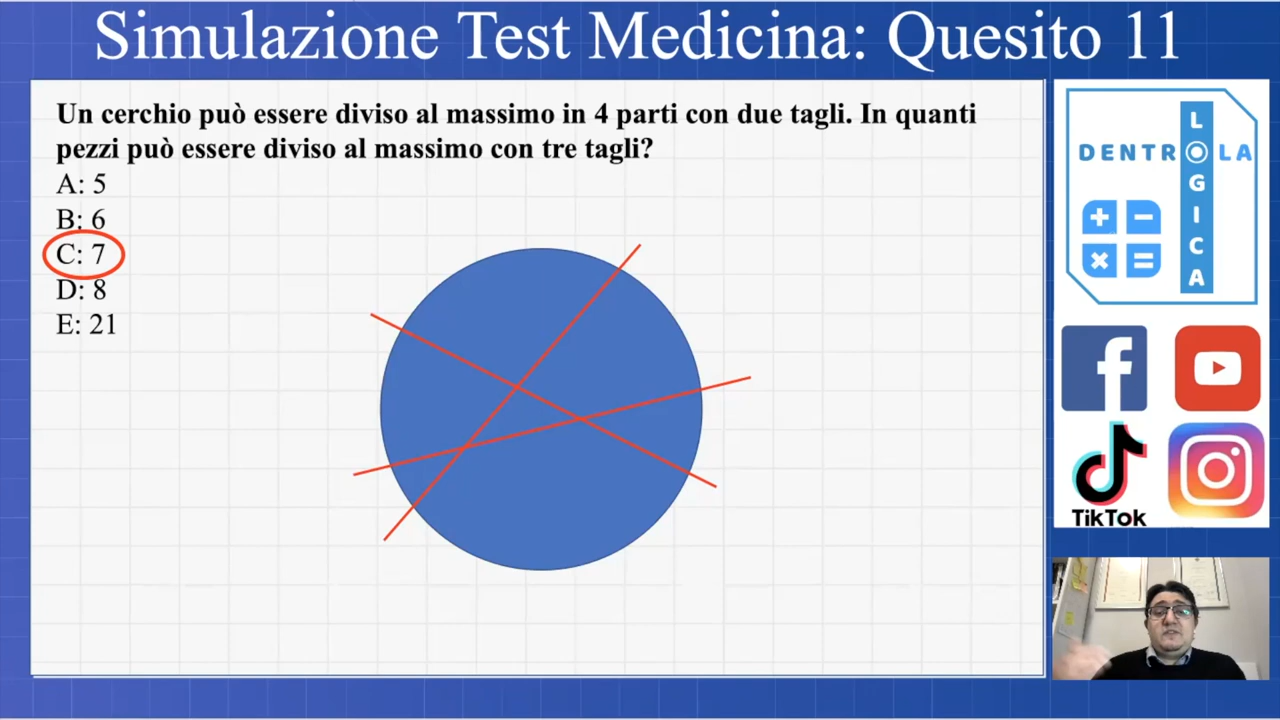 Simulazione Test Medicina: Quesito 11
Un cerchio può essere diviso al massimo in 4 parti con due tagli. In quanti
pezzi può essere diviso al massimo con tre tagli?
A: 5
B: 6
C: 7
D: 8
E: 21
DENTRO LA
LOGICA
TikTok